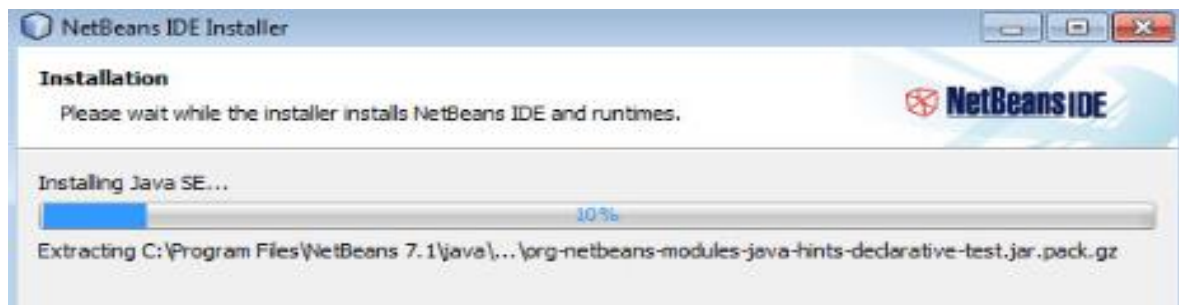 NetBeans IDE Installer
Installation
Please wait while the installer installs NetBeans IDE and runtimes.
NetBeans IDE
Installing Java SE...
10%
Extracting C:\Program Files\NetBeans 7.1\java\...\org-netbeans-modules-java-hints-declarative-test.jar.pack.gz